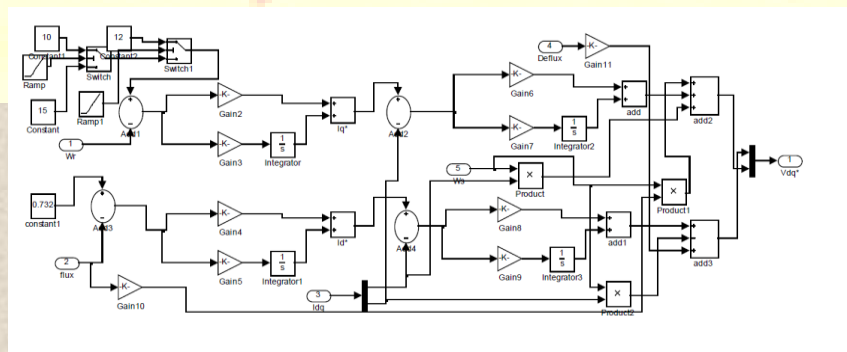 10
Constant1
12
Constant2
Switch
Switch1
Ramp
15
Constant
Ramp1
Add1
1
Wr
-K-
Gain2
-K-
Gain3
1
s
Integrator
Iq*
Add2
4
Deflux
-K-
Gain11
-K-
Gain6
-K-
Gain7
1
s
Integrator2
add
add2
5
Ws
×
Product
×
Product1
1
Vdq*
0.732
constant1
Add3
2
flux
-K-
Gain4
-K-
Gain5
1
s
Integrator1
Id*
Add4
-K-
Gain8
-K-
Gain9
1
s
Integrator3
add1
add3
-K-
Gain10
3
Idq
×
Product2